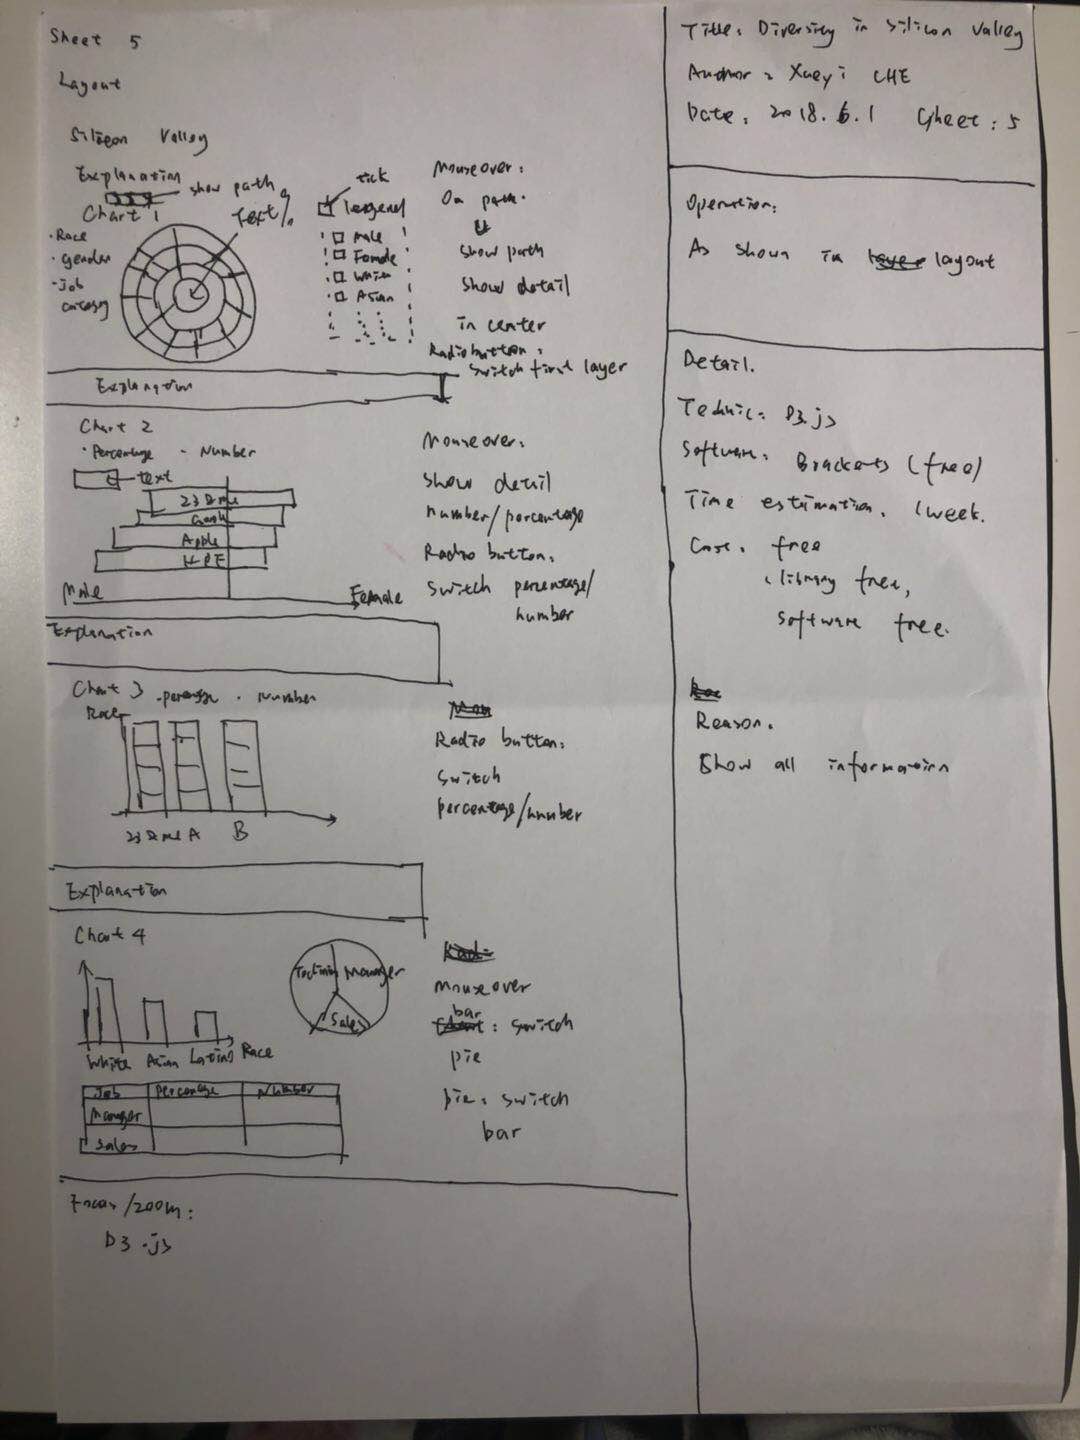 Sheet 5
Layout
Silicon Valley
Explanation
show path
Chart 1
Text %
Race
gender
Job
category
tick
legend
Male
Female
White
Asian
Mouseover:
On path.
show path
show detail
in center
Radio button:
switch first layer
Explanation
Chart 2
Percentage
Number
text
23&me
Apple
HPE
Male
Female
Mouseover:
show detail
number/percentage
Radio button:
switch percentage/
number
Explanation
Chart 3
Number
Race
23&me A B
Radio button:
switch
percentage/number
Explanation
Chart 4
White Asian Latino Race
Manager
Sales
mouseover
bar
: switch
pie
pie: switch
bar
Job Percentage Number
Manager
Sales
Focus/zoom:
D3.js
Title: Diversity in Silicon Valley
Author: Xueyi CHE
Date: 2018.6.1 Sheet: 5
Operation:
As shown in layout
Detail.
Technic: D3.js
Software: Brackets (free)
Time estimation. 1 week.
free
library free,
software free.
Reason.
Show all information